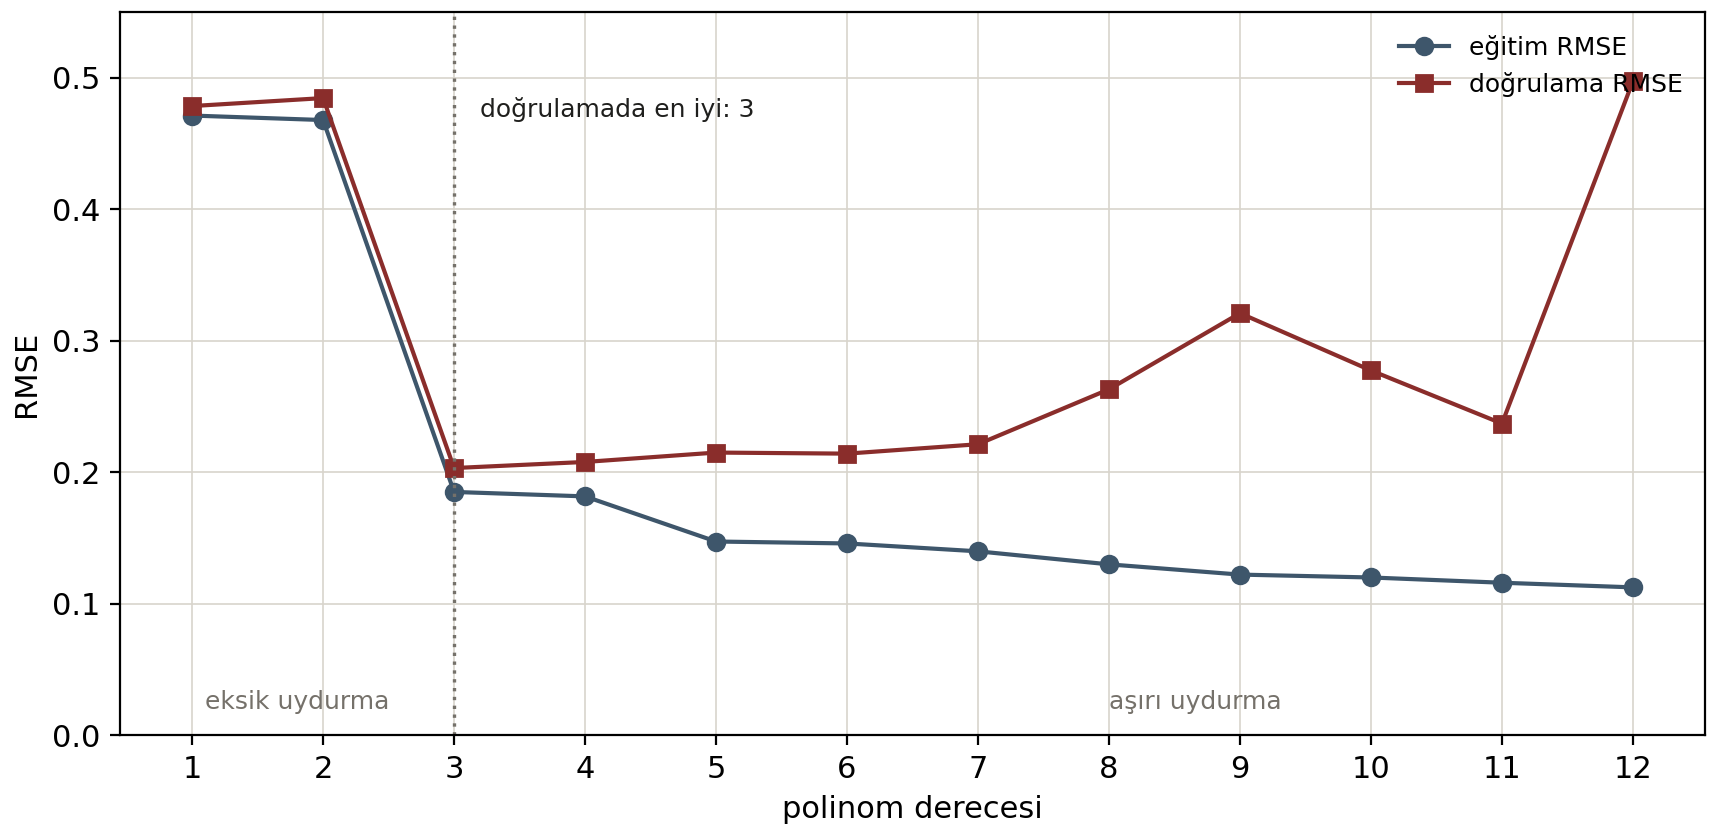 eğitim RMSE
doğrulama RMSE
doğrulamada en iyi: 3
0.5
0.4
0.3
0.2
0.1
0.0
RMSE
eksik uydurma
aşırı uydurma
1 2 3 4 5 6 7 8 9 10 11 12
polinom derecesi